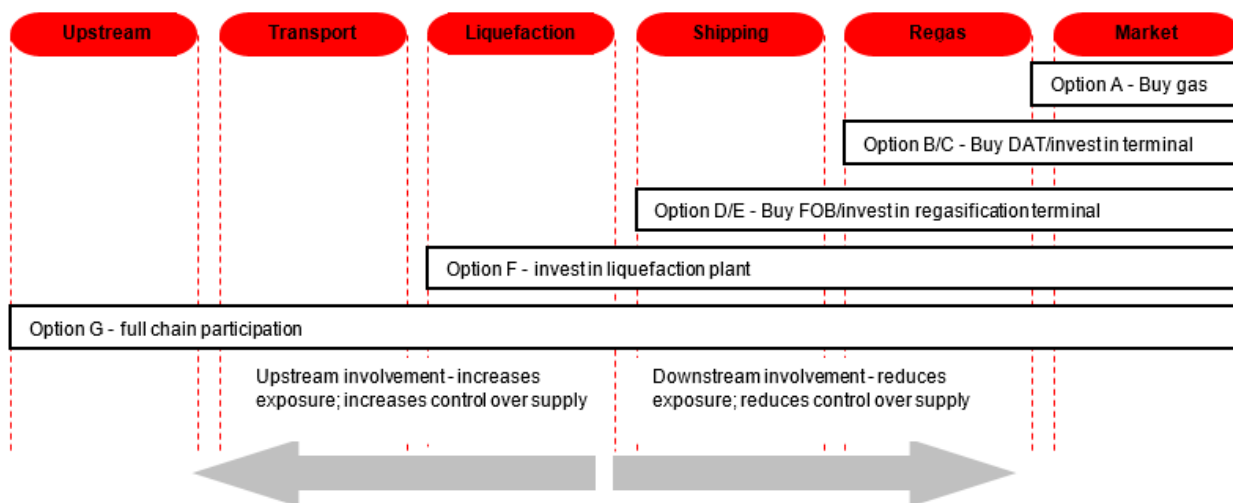 Upstream
Transport
Liquefaction
Shipping
Regas
Market
Option A - Buy gas
Option B/C - Buy DAT/invest in terminal
Option D/E - Buy FOB/invest in regasification terminal
Option F - invest in liquefaction plant
Option G - full chain participation
Upstream involvement - increases
exposure; increases control over supply
Downstream involvement - reduces
exposure; reduces control over supply